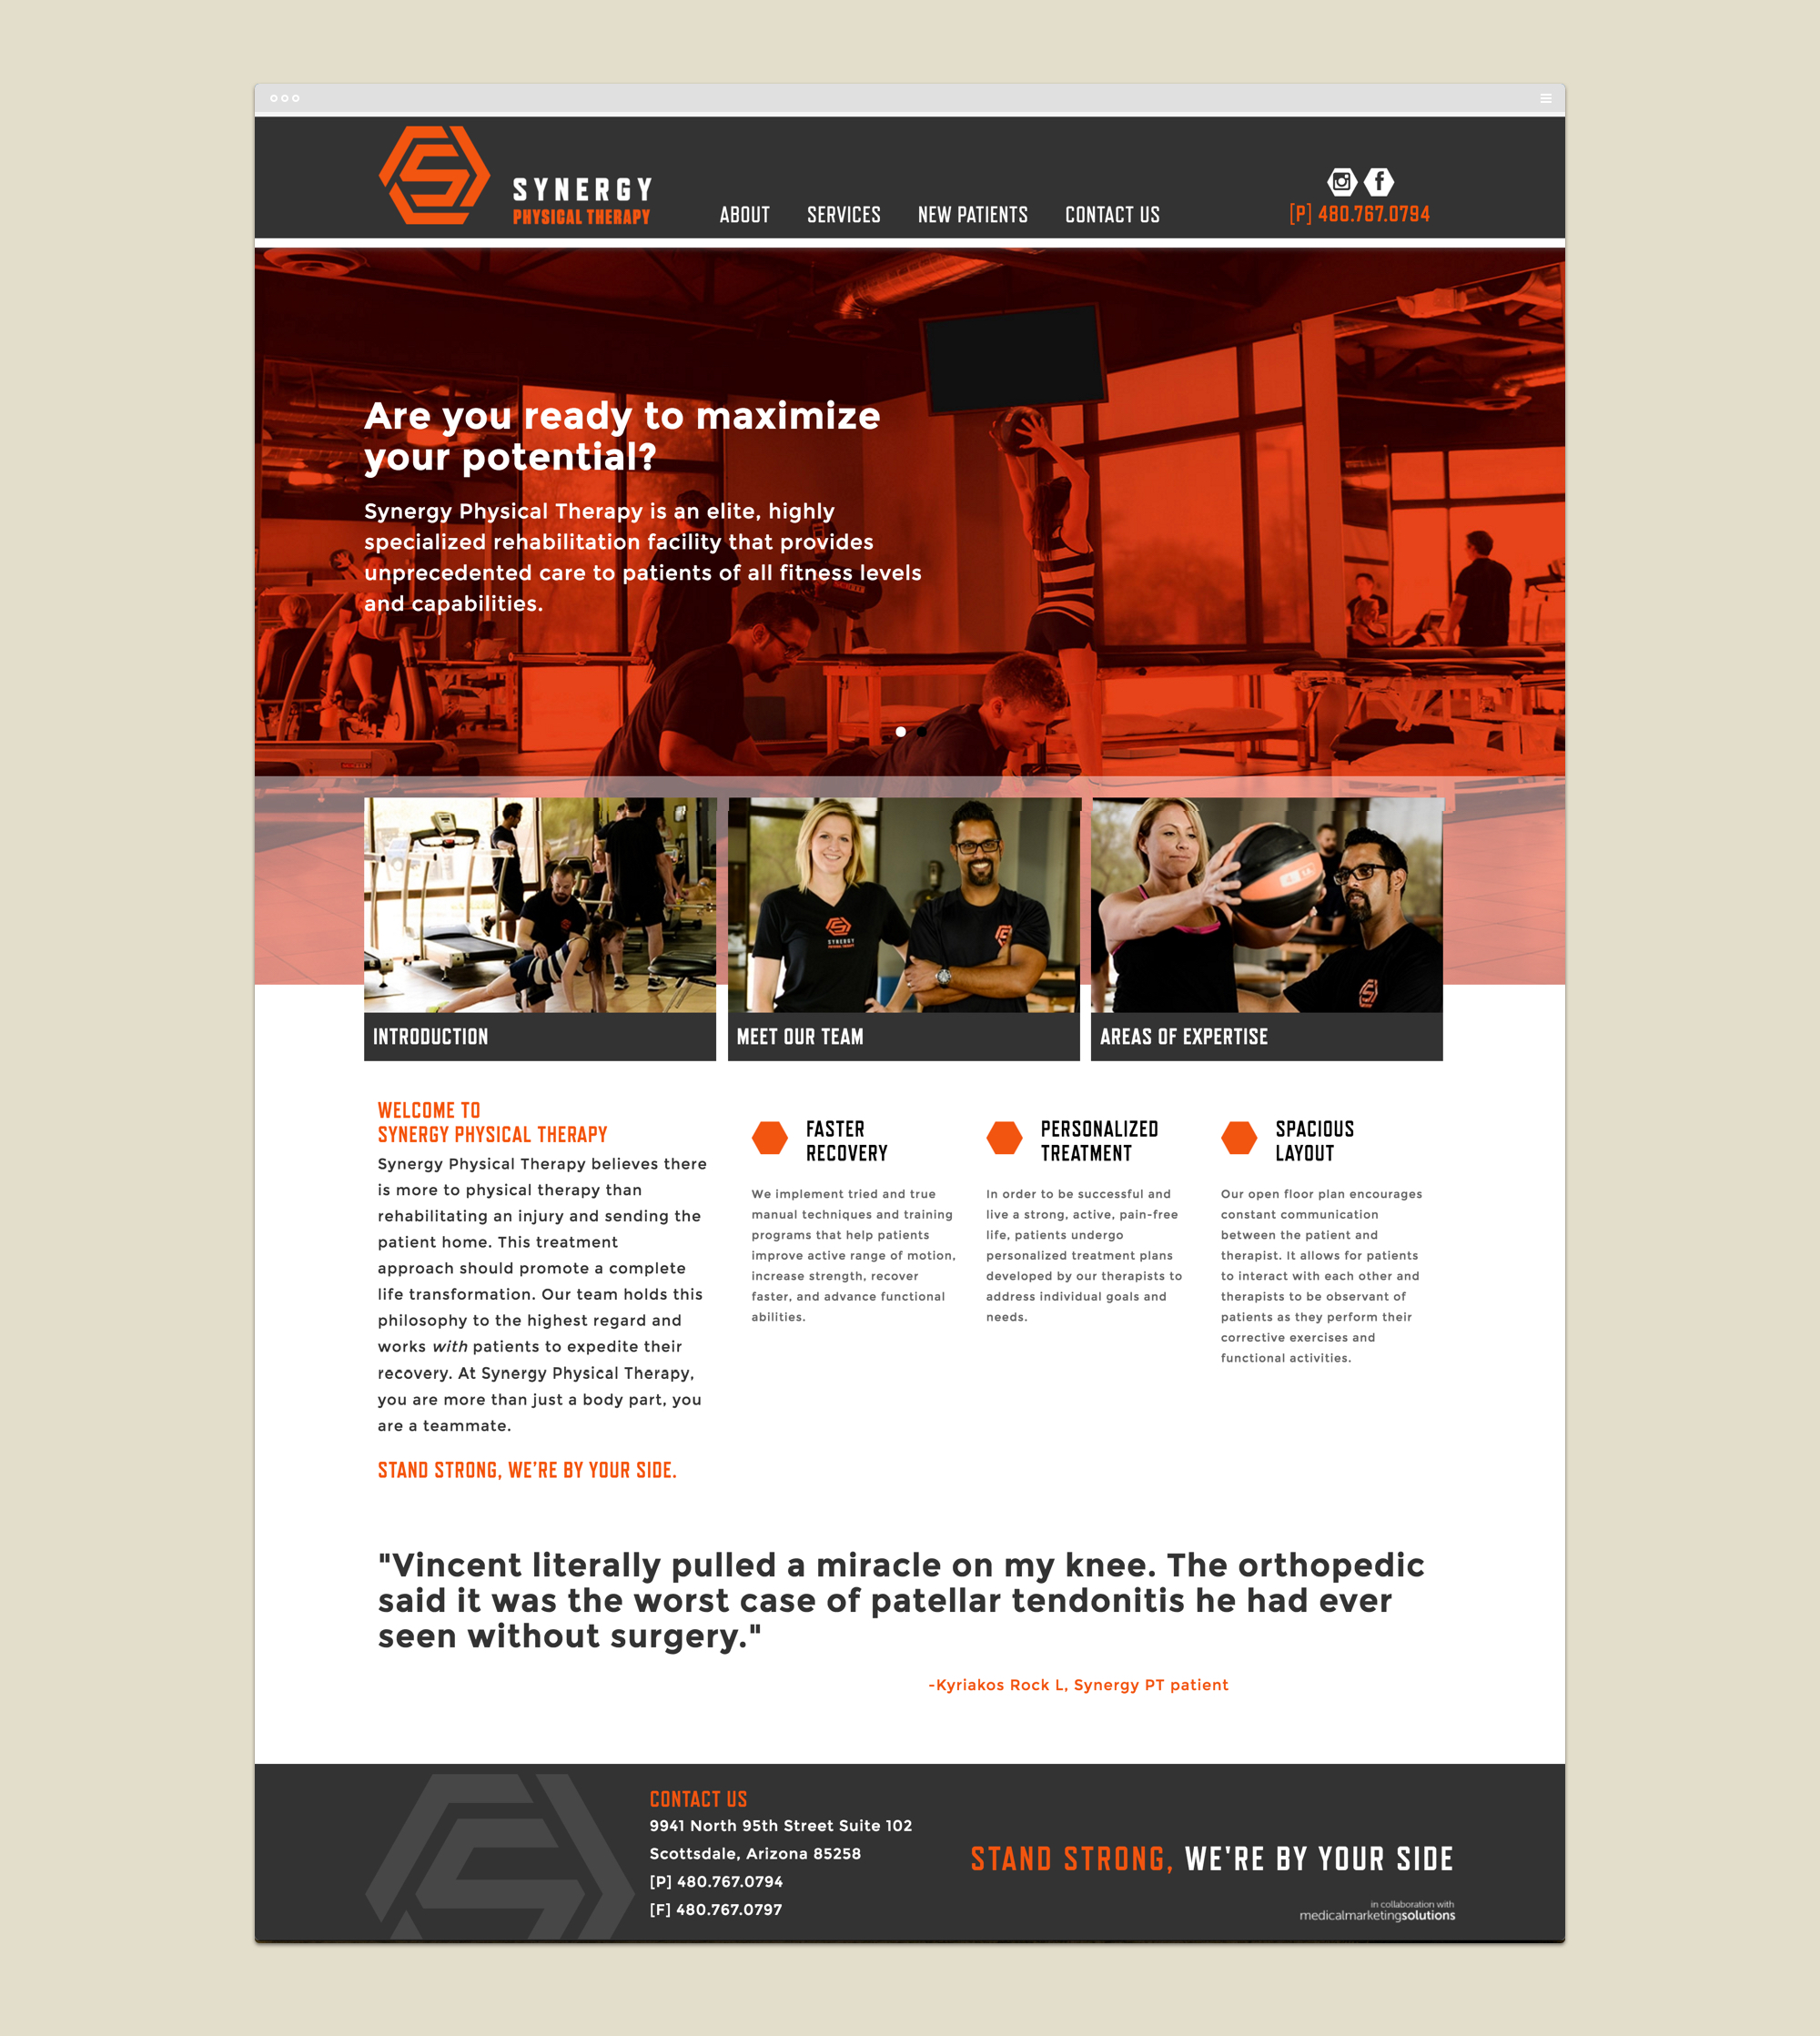 SYNERGY
PHYSICAL THERAPY
ABOUT SERVICES NEW PATIENTS CONTACT US
[P] 480.767.0794
Are you ready to maximize
your potential?
Synergy Physical Therapy is an elite, highly
specialized rehabilitation facility that provides
unprecedented care to patients of all fitness levels
and capabilities.
SYNERGY
PHYSICAL THERAPY
INTRODUCTION
MEET OUR TEAM
AREAS OF EXPERTISE
WELCOME TO
SYNERGY PHYSICAL THERAPY
Synergy Physical Therapy believes there
is more to physical therapy than
rehabilitating an injury and sending the
patient home. This treatment
approach should promote a complete
life transformation. Our team holds this
philosophy to the highest regard and
works with patients to expedite their
recovery. At Synergy Physical Therapy,
you are more than just a body part, you
are a teammate.
STAND STRONG, WE'RE BY YOUR SIDE.
FASTER
RECOVERY
We implement tried and true
manual techniques and training
programs that help patients
improve active range of motion,
increase strength, recover
faster, and advance functional
abilities.
PERSONALIZED
TREATMENT
In order to be successful and
live a strong, active, pain-free
life, patients undergo
personalized treatment plans
developed by our therapists to
address individual goals and
needs.
SPACIOUS
LAYOUT
Our open floor plan encourages
constant communication
between the patient and
therapist. It allows for patients
to interact with each other and
therapists to be observant of
patients as they perform their
corrective exercises and
functional activities.
"Vincent literally pulled a miracle on my knee. The orthopedic
said it was the worst case of patellar tendonitis he had ever
seen without surgery."
-Kyriakos Rock L, Synergy PT patient
CONTACT US
9941 North 95th Street Suite 102
Scottsdale, Arizona 85258
[P] 480.767.0794
[F] 480.767.0797
STAND STRONG, WE'RE BY YOUR SIDE
in collaboration with
medicalmarketingsolutions